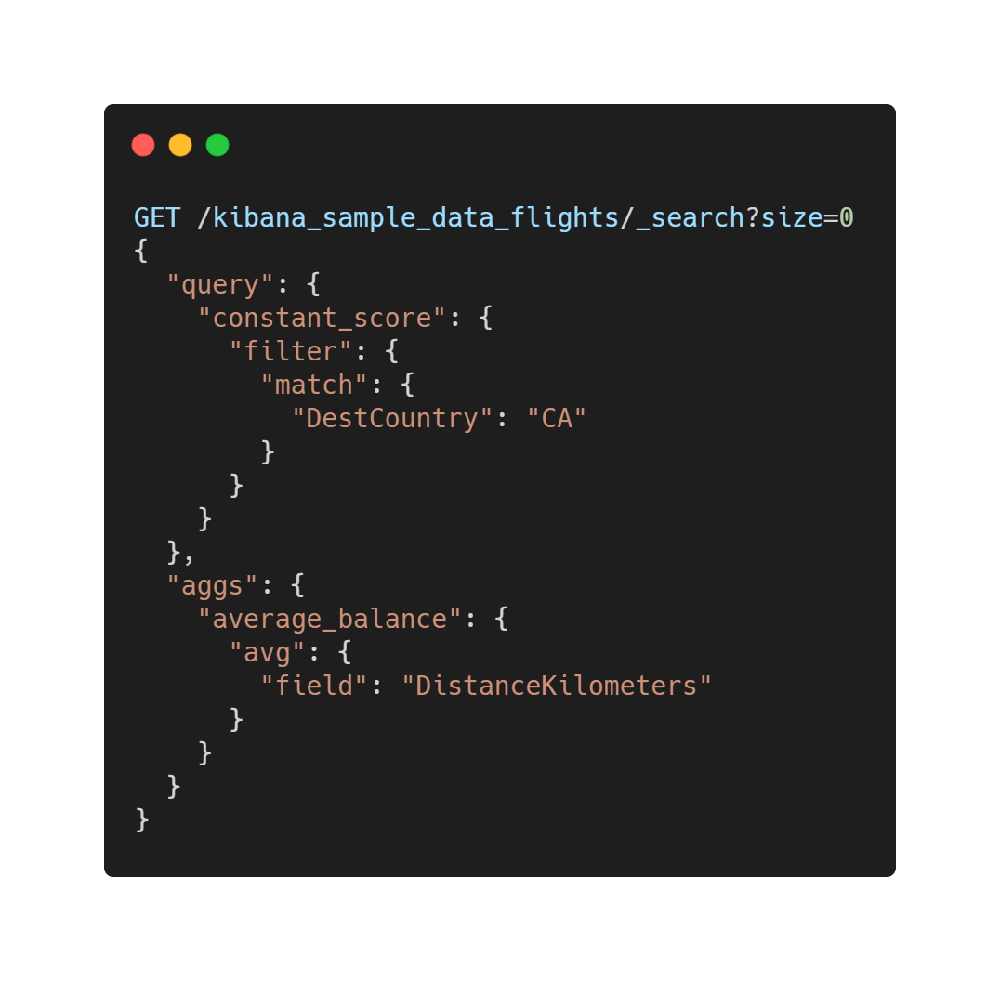 GET /kibana_sample_data_flights/_search?size=0
{
  "query": {
    "constant_score": {
      "filter": {
        "match": {
          "DestCountry": "CA"
        }
      }
    }
  },
  "aggs": {
    "average_balance": {
      "avg": {
        "field": "DistanceKilometers"
      }
    }
  }
}